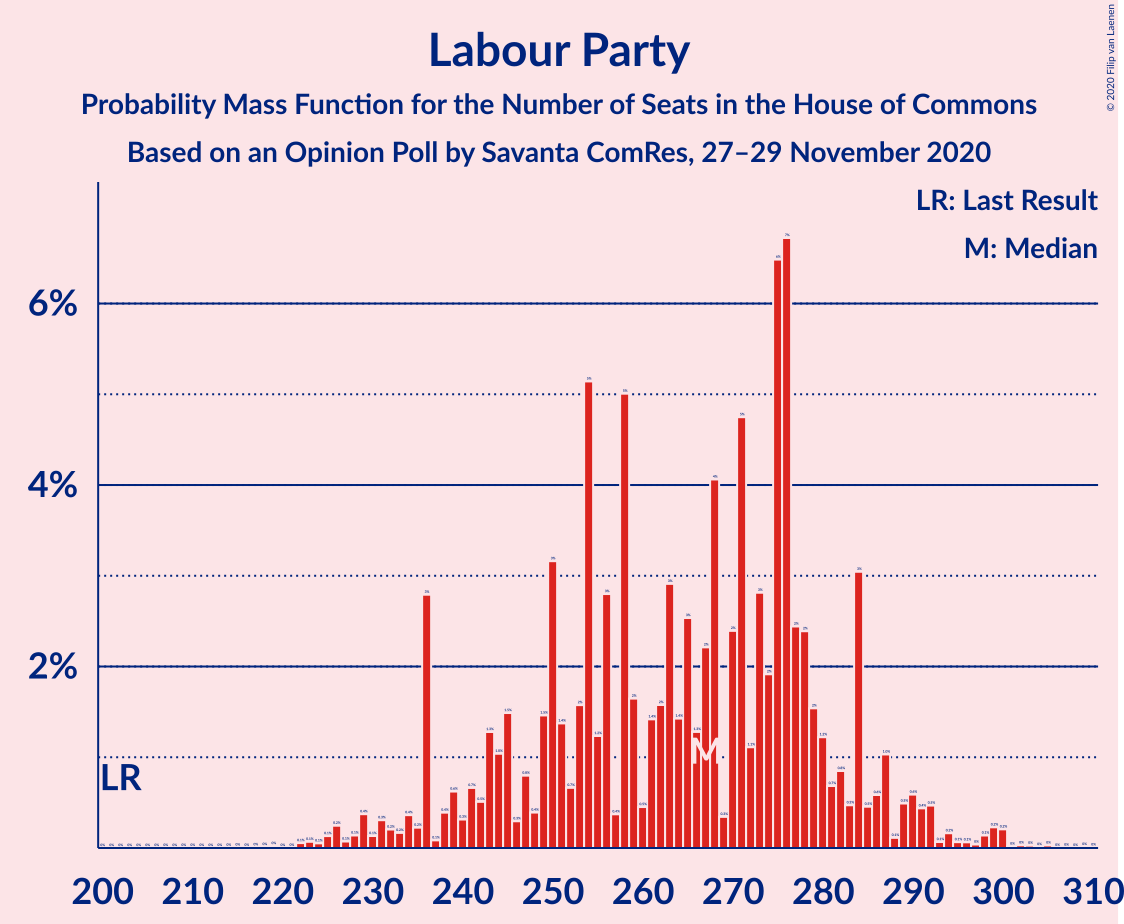 Labour Party
Probability Mass Function for the Number of Seats in the House of Commons
Based on an Opinion Poll by Savanta ComRes, 27–29 November 2020
© 2020 Filip van Laenen
LR: Last Result
M: Median
6%
4%
2%
LR
M
200 210 220 230 240 250 260 270 280 290 300 310